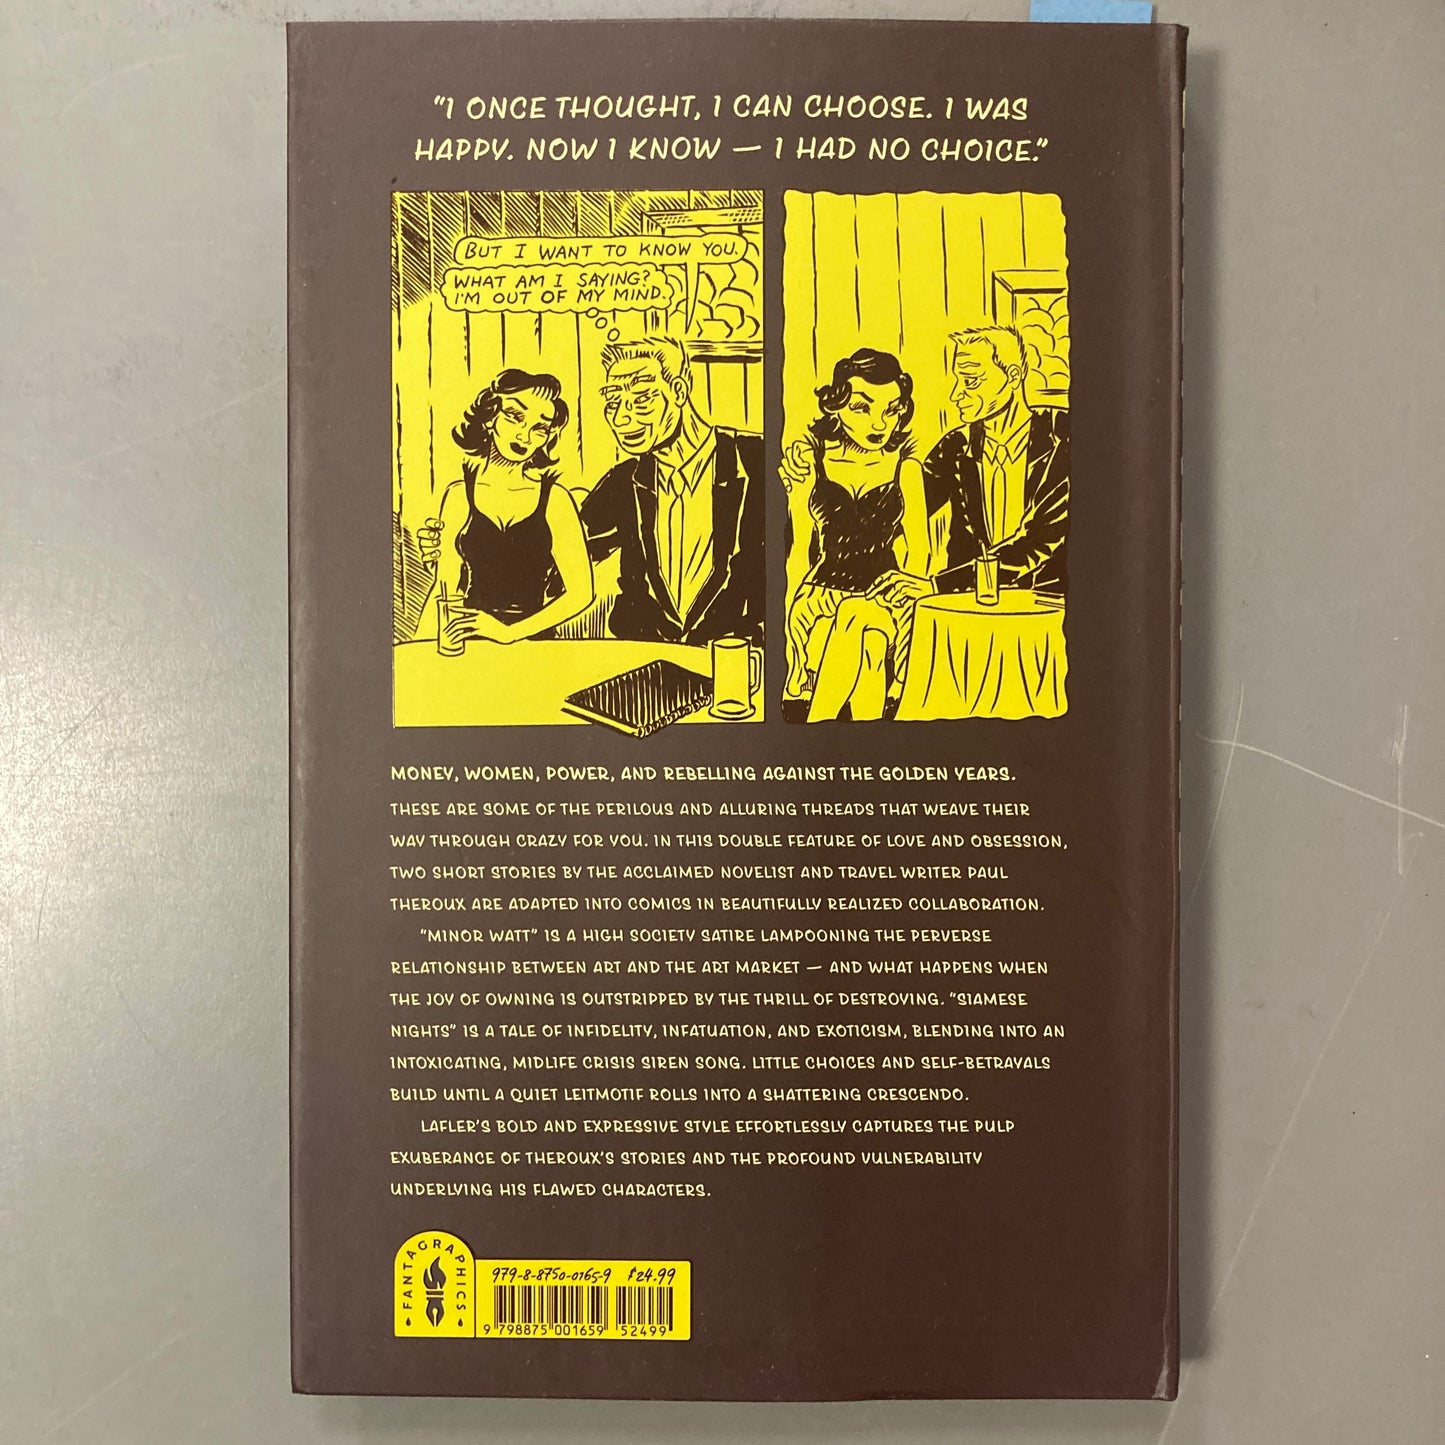 “I ONCE THOUGHT, I CAN CHOOSE. I WAS
HAPPY. NOW I KNOW — I HAD NO CHOICE.”
BUT I WANT TO KNOW YOU.
WHAT AM I SAYING?
I'M OUT OF MY MIND.
MONEY, WOMEN, POWER, AND REBELLING AGAINST THE GOLDEN YEARS.
THESE ARE SOME OF THE PERILOUS AND ALLURING THREADS THAT WEAVE THEIR
WAY THROUGH CRAZY FOR YOU. IN THIS DOUBLE FEATURE OF LOVE AND OBSESSION,
TWO SHORT STORIES BY THE ACCLAIMED NOVELIST AND TRAVEL WRITER PAUL
THEROUX ARE ADAPTED INTO COMICS IN BEAUTIFULLY REALIZED COLLABORATION.
“MINOR WATT” IS A HIGH SOCIETY SATIRE LAMPOONING THE PERVERSE
RELATIONSHIP BETWEEN ART AND THE ART MARKET — AND WHAT HAPPENS WHEN
THE JOY OF OWNING IS OUTSTRIPPED BY THE THRILL OF DESTROYING. “SIAMESE
NIGHTS” IS A TALE OF INFIDELITY, INFATUATION, AND EXOTICISM, BLENDING INTO AN
INTOXICATING, MIDLIFE CRISIS SIREN SONG. LITTLE CHOICES AND SELF-BETRAYALS
BUILD UNTIL A QUIET LEITMOTIF ROLLS INTO A SHATTERING CRESCENDO.
LAFLER’S BOLD AND EXPRESSIVE STYLE EFFORTLESSLY CAPTURES THE PULP
EXUBERANCE OF THEROUX’S STORIES AND THE PROFOUND VULNERABILITY
UNDERLYING HIS FLAWED CHARACTERS.
FANTAGRAPHICS
979-8-8750-0165-9 $24.99
9 798875 001659 52499